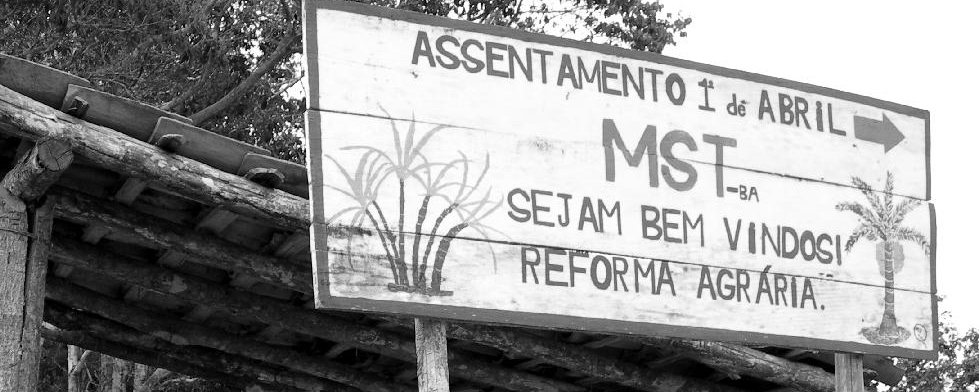 ASSENTAMENTO 1º de ABRIL
MST-BA
SEJAM BEM VINDOS!
REFORMA AGRÁRIA.